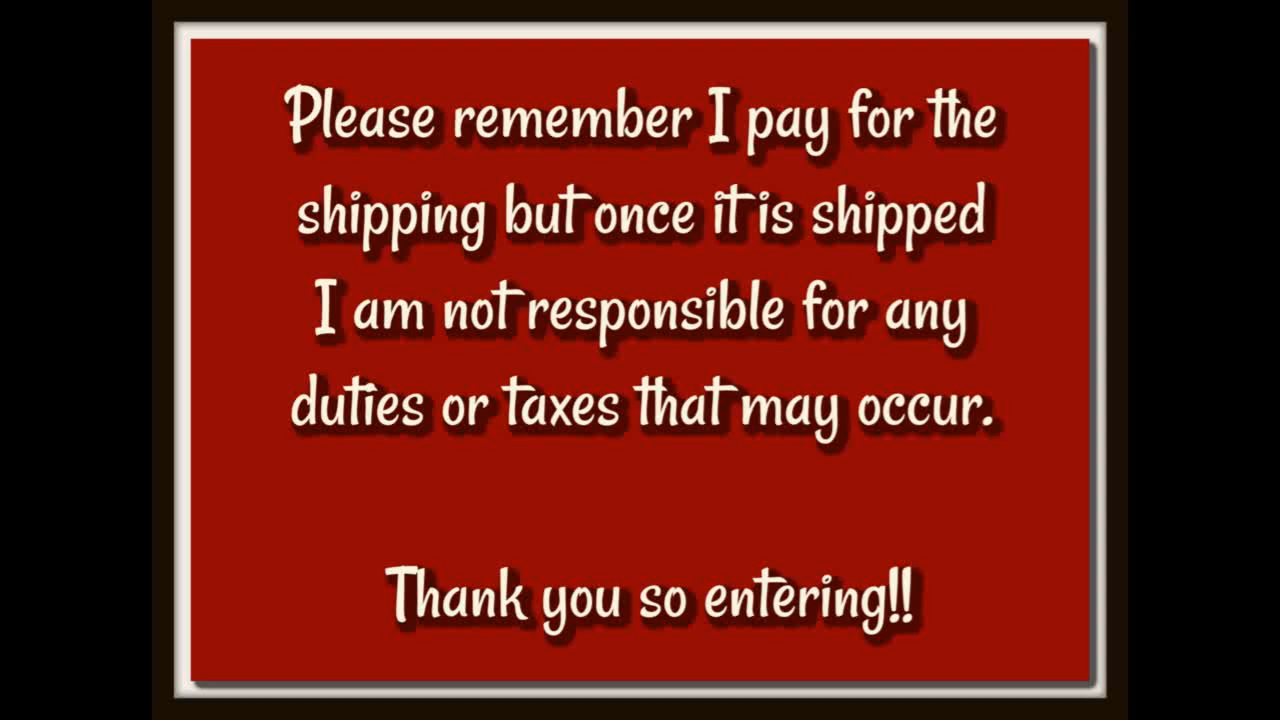 Please remember I pay for the
shipping but once it is shipped
I am not responsible for any
duties or taxes that may occur.
Thank you so entering!!